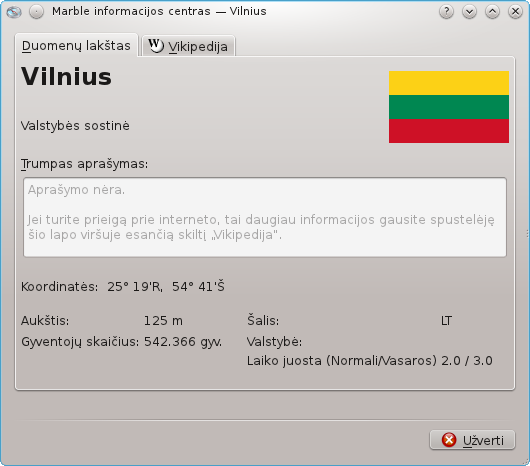 Marble informacijos centras — Vilnius
Duomenų lakštas
Vikipedija
Vilnius
Valstybės sostinė
Trumpas aprašymas:
Aprašymo nėra.
Jei turite prieigą prie interneto, tai daugiau informacijos gausite spustelėję
šio lapo viršuje esančią skiltį „Vikipedija“.
Koordinatės: 25° 19'R, 54° 41'Š
Aukštis: 125 m Šalis: LT
Gyventojų skaičius: 542.366 gyv. Valstybė:
Laiko juosta (Normali/Vasaros) 2.0 / 3.0
Užverti